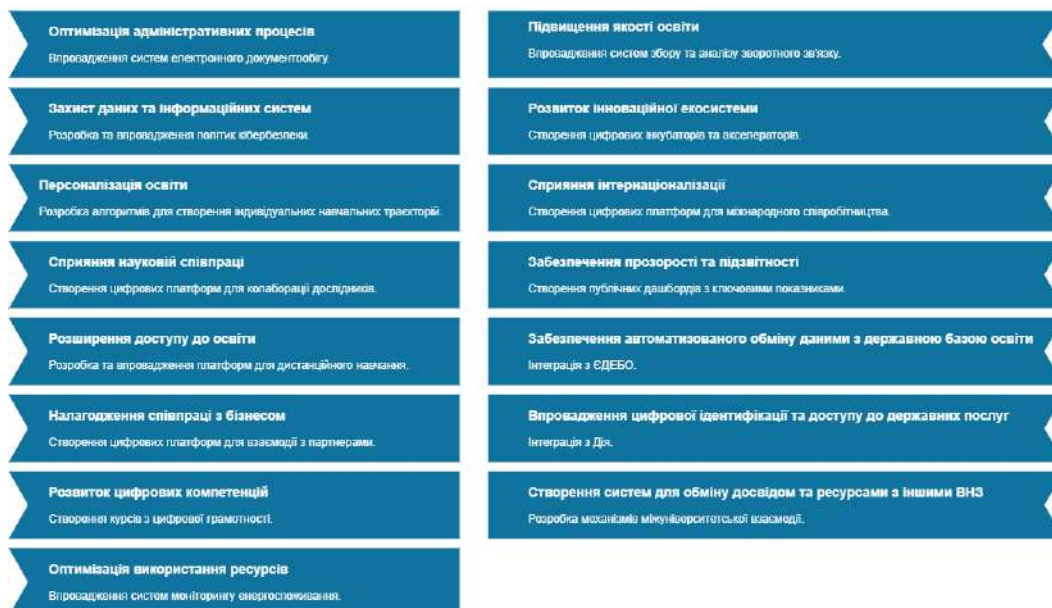 Оптимізація адміністративних процесів
Впровадження систем електронного документообігу.
Захист даних та інформаційних систем
Розробка та впровадження політик кібербезпеки.
Персоналізація освіти
Розробка алгоритмів для створення індивідуальних навчальних траєкторій.
Сприяння науковій співпраці
Створення цифрових платформ для колаборації дослідників.
Розширення доступу до освіти
Розробка та впровадження платформ для дистанційного навчання.
Налагодження співпраці з бізнесом
Створення цифрових платформ для взаємодії з партнерами.
Розвиток цифрових компетенцій
Створення курсів з цифрової грамотності.
Оптимізація використання ресурсів
Впровадження систем моніторингу енергоспоживання.
Підвищення якості освіти
Впровадження систем збору та аналізу зворотного зв'язку.
Розвиток інноваційної екосистеми
Створення цифрових інкубаторів та акселераторів.
Сприяння інтернаціоналізації
Створення цифрових платформ для міжнародного співробітництва.
Забезпечення прозорості та підзвітності
Створення публічних дашбордів з ключовими показниками.
Забезпечення автоматизованого обміну даними з державною базою освіти
Інтеграція з ЄДЕБО.
Впровадження цифрової ідентифікації та доступу до державних послуг
Інтеграція з Дія.
Створення систем для обміну досвідом та ресурсами з іншими ВНЗ
Розробка механізмів міжуніверситетської взаємодії.